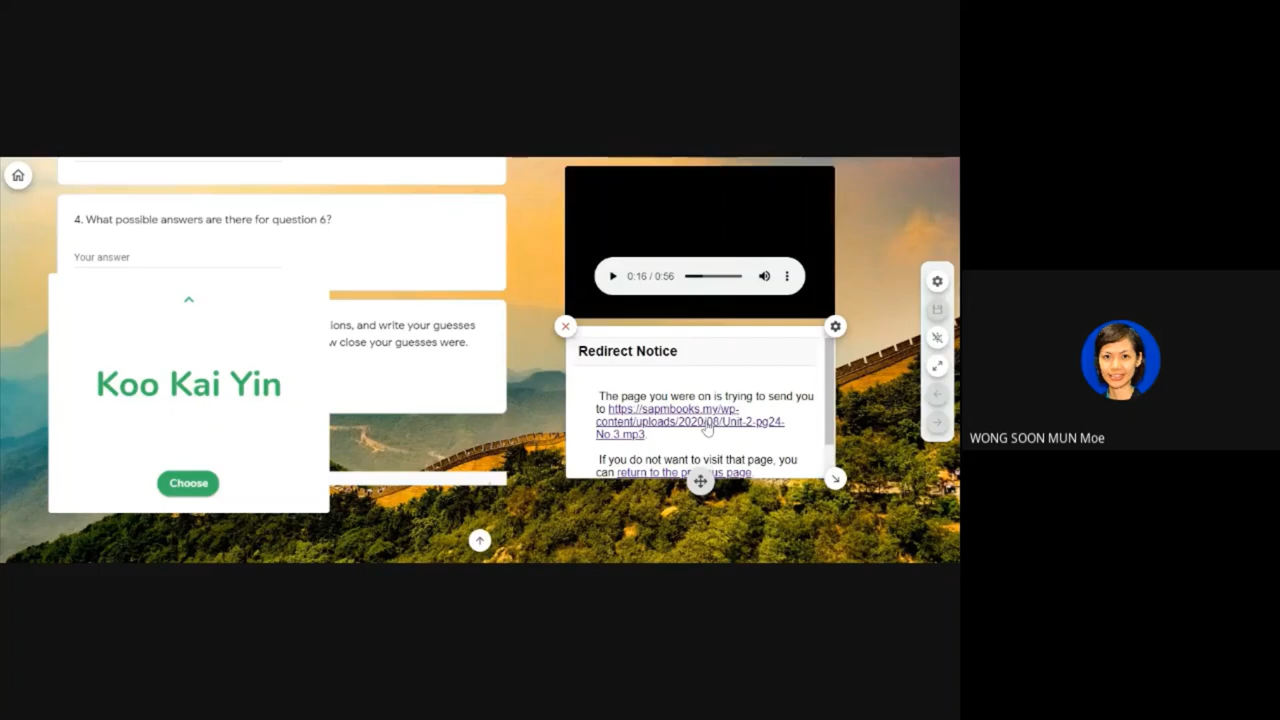 4. What possible answers are there for question 6?
Your answer
ions, and write your guesses
w close your guesses were.
Koo Kai Yin
Choose
0:16 / 0:56
Redirect Notice
The page you were on is trying to send you
to https://sapmbooks.my/wp-
content/uploads/2020/08/Unit-2-pg24-
No.3.mp3.
If you do not want to visit that page, you
can return to the previous page.
WONG SOON MUN Moe